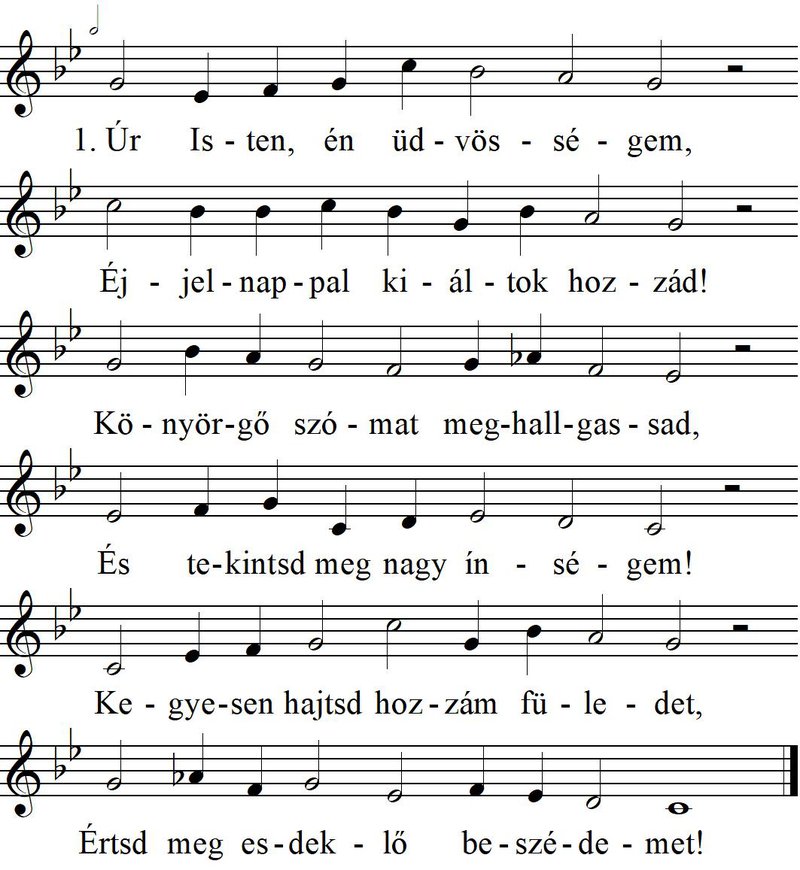 1. Úr Is - ten, én üd - vös - sé - gem,
Éj - jel - nap - pal ki - ál - tok hoz - zád!
Kö - nyör - gő szó - mat meg - hall - gas - sad,
És te - kintsd meg nagy ín - sé - gem!
Ke - gye - sen hajtsd hoz - zám fü - le - det,
Értsd meg es - dek - lő be - szé - de - met!